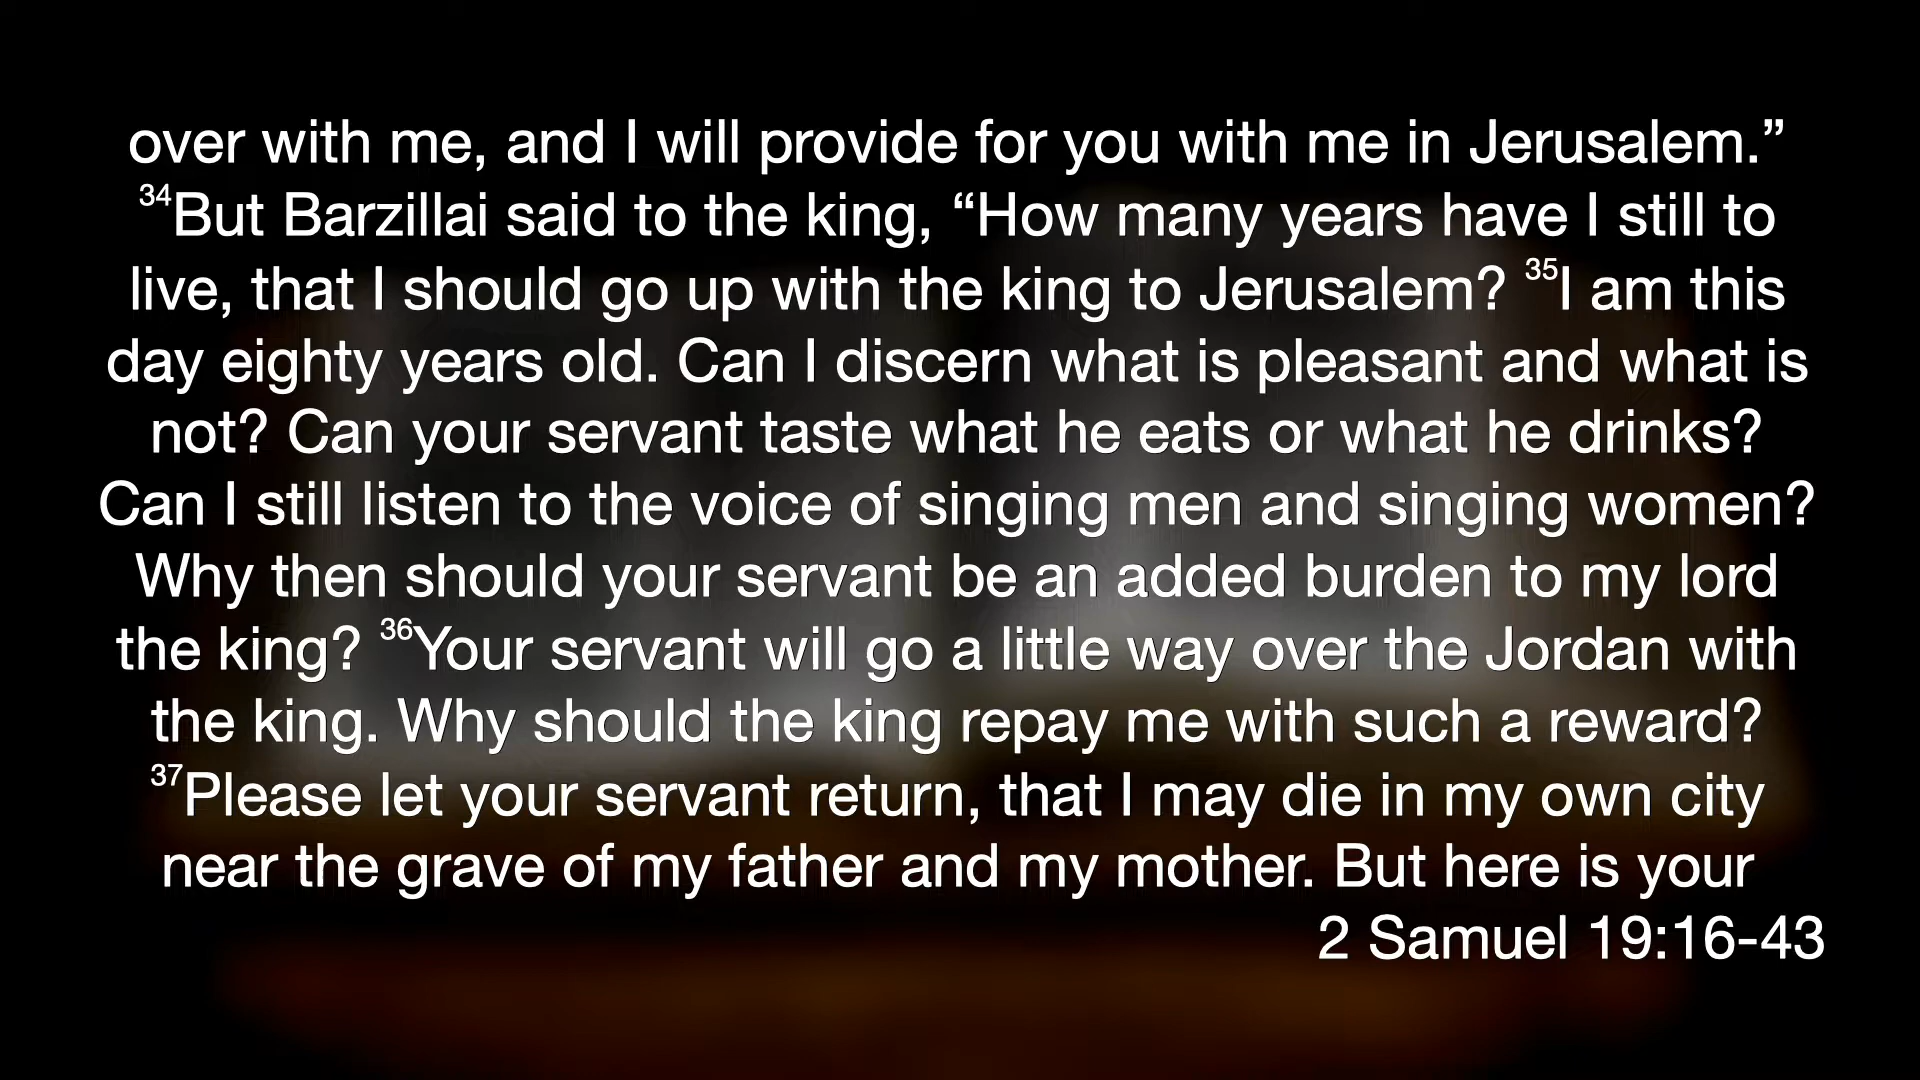 over with me, and I will provide for you with me in Jerusalem.”
³⁴But Barzillai said to the king, “How many years have I still to
live, that I should go up with the king to Jerusalem? ³⁵I am this
day eighty years old. Can I discern what is pleasant and what is
not? Can your servant taste what he eats or what he drinks?
Can I still listen to the voice of singing men and singing women?
Why then should your servant be an added burden to my lord
the king? ³⁶Your servant will go a little way over the Jordan with
the king. Why should the king repay me with such a reward?
³⁷Please let your servant return, that I may die in my own city
near the grave of my father and my mother. But here is your
2 Samuel 19:16-43